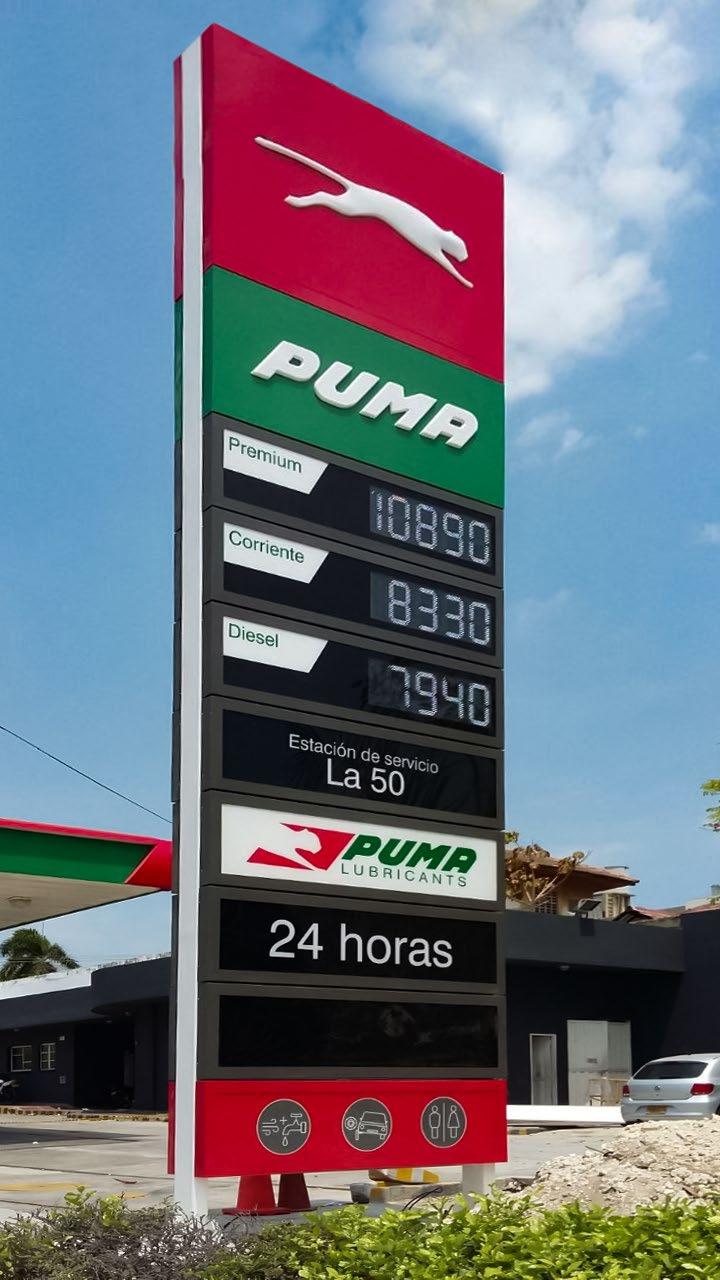 PUMA
Premium
10890
Corriente
8330
Diesel
7940
Estación de servicio
La 50
PUMA
LUBRICANTS
24 horas